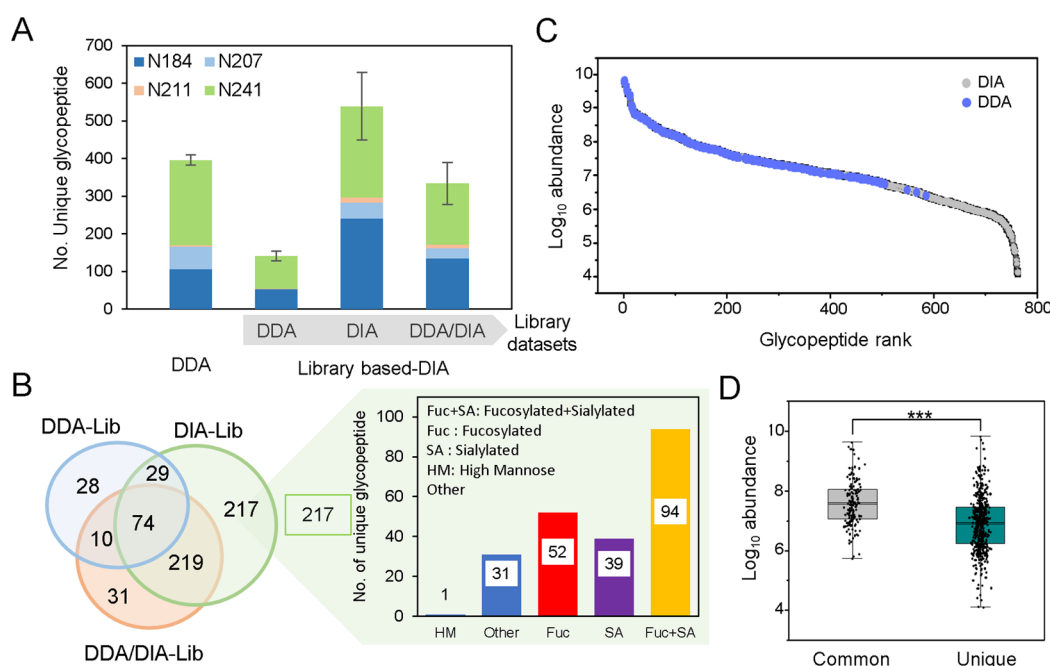 A
700
600
500
400
300
200
100
0
No. Unique glycopeptide
N184
N207
N211
N241
DDA
DIA
DDA/DIA
Library
datasets
DDA
Library based-DIA
C
10
9
8
7
6
5
4
Log10 abundance
DIA
DDA
0
200
400
600
800
Glycopeptide rank
B
DDA-Lib
DIA-Lib
28
29
217
74
10
219
31
DDA/DIA-Lib
217
100
80
60
40
20
0
No. of unique glycopeptide
Fuc+SA: Fucosylated+Sialylated
Fuc : Fucosylated
SA : Sialylated
HM: High Mannose
Other
1
31
52
39
94
HM
Other
Fuc
SA
Fuc+SA
D
***
10
8
6
4
Log10 abundance
Common
Unique